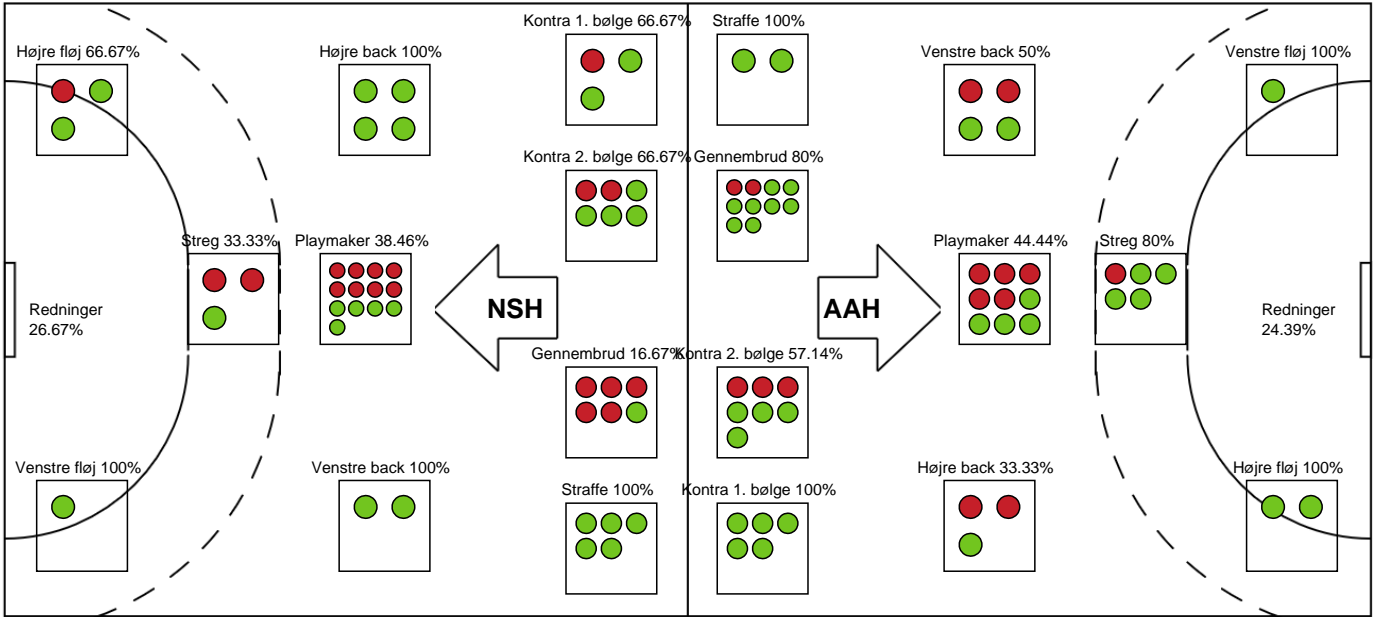 Kontra 1. bølge 66.67%
Straffe 100%
Højre fløj 66.67%
Højre back 100%
Venstre back 50%
Venstre fløj 100%
Kontra 2. bølge 66.67%
Gennembrud 80%
Streg 33.33%
Playmaker 38.46%
Playmaker 44.44%
Streg 80%
Redninger
26.67%
NSH
AAH
Redninger
24.39%
Gennembrud 16.67%
Kontra 2. bølge 57.14%
Venstre fløj 100%
Venstre back 100%
Højre back 33.33%
Højre fløj 100%
Straffe 100%
Kontra 1. bølge 100%